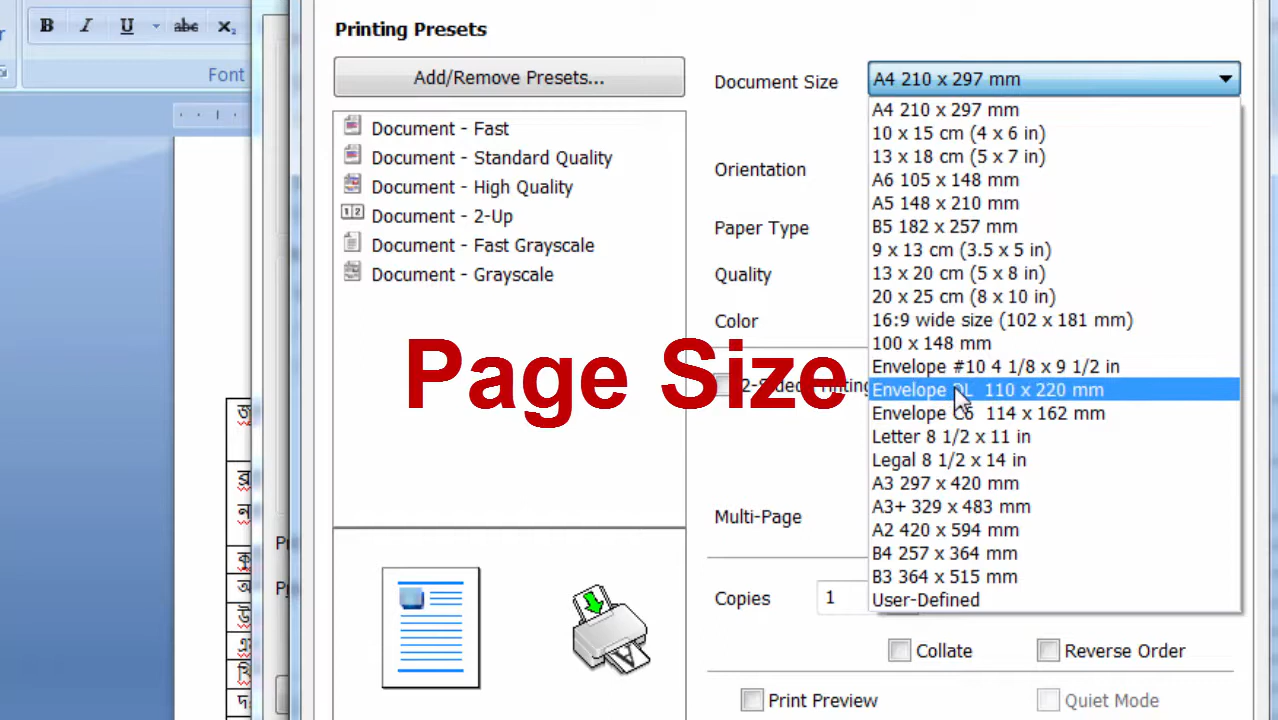 B I U abc X₂
Font
Printing Presets
Add/Remove Presets...
Document - Fast
Document - Standard Quality
Document - High Quality
1 2 Document - 2-Up
Document - Fast Grayscale
Document - Grayscale
Document Size
A4 210 x 297 mm
A4 210 x 297 mm
10 x 15 cm (4 x 6 in)
13 x 18 cm (5 x 7 in)
A6 105 x 148 mm
A5 148 x 210 mm
B5 182 x 257 mm
9 x 13 cm (3.5 x 5 in)
13 x 20 cm (5 x 8 in)
20 x 25 cm (8 x 10 in)
16:9 wide size (102 x 181 mm)
100 x 148 mm
Envelope #10 4 1/8 x 9 1/2 in
Envelope DL 110 x 220 mm
Envelope C6 114 x 162 mm
Letter 8 1/2 x 11 in
Legal 8 1/2 x 14 in
A3 297 x 420 mm
A3+ 329 x 483 mm
A2 420 x 594 mm
B4 257 x 364 mm
B3 364 x 515 mm
User-Defined
Orientation
Paper Type
Quality
Color
Page Size
2-Sided Printing
Multi-Page
Copies 1
Collate
Reverse Order
Print Preview
Quiet Mode